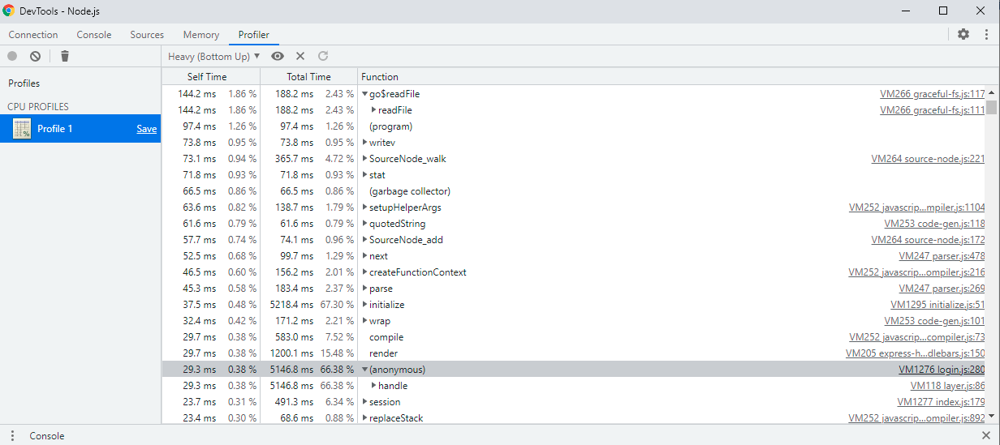 DevTools - Node.js
Connection Console Sources Memory Profiler
Heavy (Bottom Up) ▼
Profiles
CPU PROFILES
Profile 1 Save
Self Time Total Time Function
144.2 ms 1.86 % 188.2 ms 2.43 % go$readFile VM266 graceful-fs.js:117
144.2 ms 1.86 % 188.2 ms 2.43 % readFile VM266 graceful-fs.js:111
97.4 ms 1.26 % 97.4 ms 1.26 % (program)
73.8 ms 0.95 % 73.8 ms 0.95 % writev
73.1 ms 0.94 % 365.7 ms 4.72 % SourceNode_walk VM264 source-node.js:221
71.8 ms 0.93 % 71.8 ms 0.93 % stat
66.5 ms 0.86 % 66.5 ms 0.86 % (garbage collector)
63.6 ms 0.82 % 138.7 ms 1.79 % setupHelperArgs VM252 javascrip...mpiler.js:1104
61.6 ms 0.79 % 61.6 ms 0.79 % quotedString VM253 code-gen.js:118
57.7 ms 0.74 % 74.1 ms 0.96 % SourceNode_add VM264 source-node.js:172
52.5 ms 0.68 % 99.7 ms 1.29 % next VM247 parser.js:478
46.5 ms 0.60 % 156.2 ms 2.01 % createFunctionContext VM252 javascrip...ompiler.js:216
45.3 ms 0.58 % 183.4 ms 2.37 % parse VM247 parser.js:269
37.5 ms 0.48 % 5218.4 ms 67.30 % initialize VM1295 initialize.js:51
32.4 ms 0.42 % 171.2 ms 2.21 % wrap VM253 code-gen.js:101
29.7 ms 0.38 % 583.0 ms 7.52 % compile VM252 javascrip...compiler.js:73
29.7 ms 0.38 % 1200.1 ms 15.48 % render VM205 express-h...dlebars.js:150
29.3 ms 0.38 % 5146.8 ms 66.38 % (anonymous) VM1276 login.js:280
29.3 ms 0.38 % 5146.8 ms 66.38 % handle VM118 layer.js:86
23.7 ms 0.31 % 491.3 ms 6.34 % session VM1277 index.js:179
23.4 ms 0.30 % 68.6 ms 0.88 % replaceStack VM252 javascrip...ompiler.js:892
Console